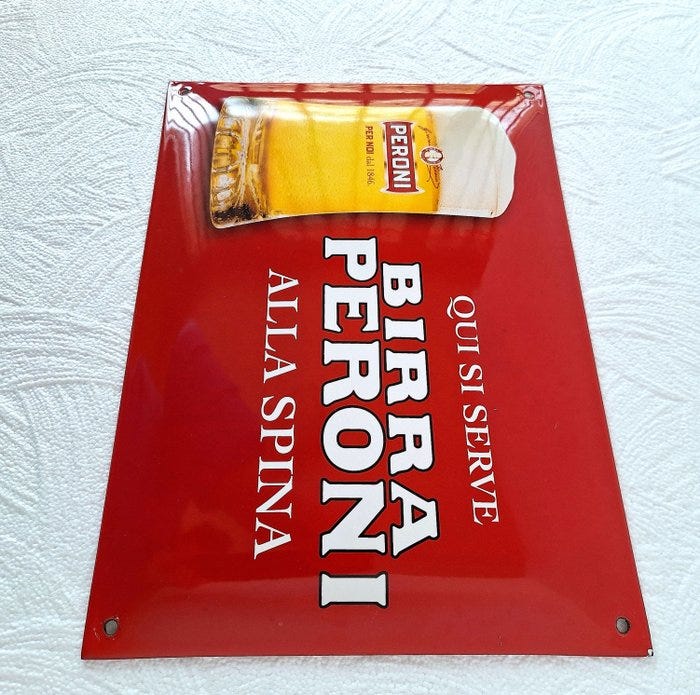 PERONI
PER NOI dal 1846.
QUI SI SERVE
BIRRA
PERONI
ALLA SPINA